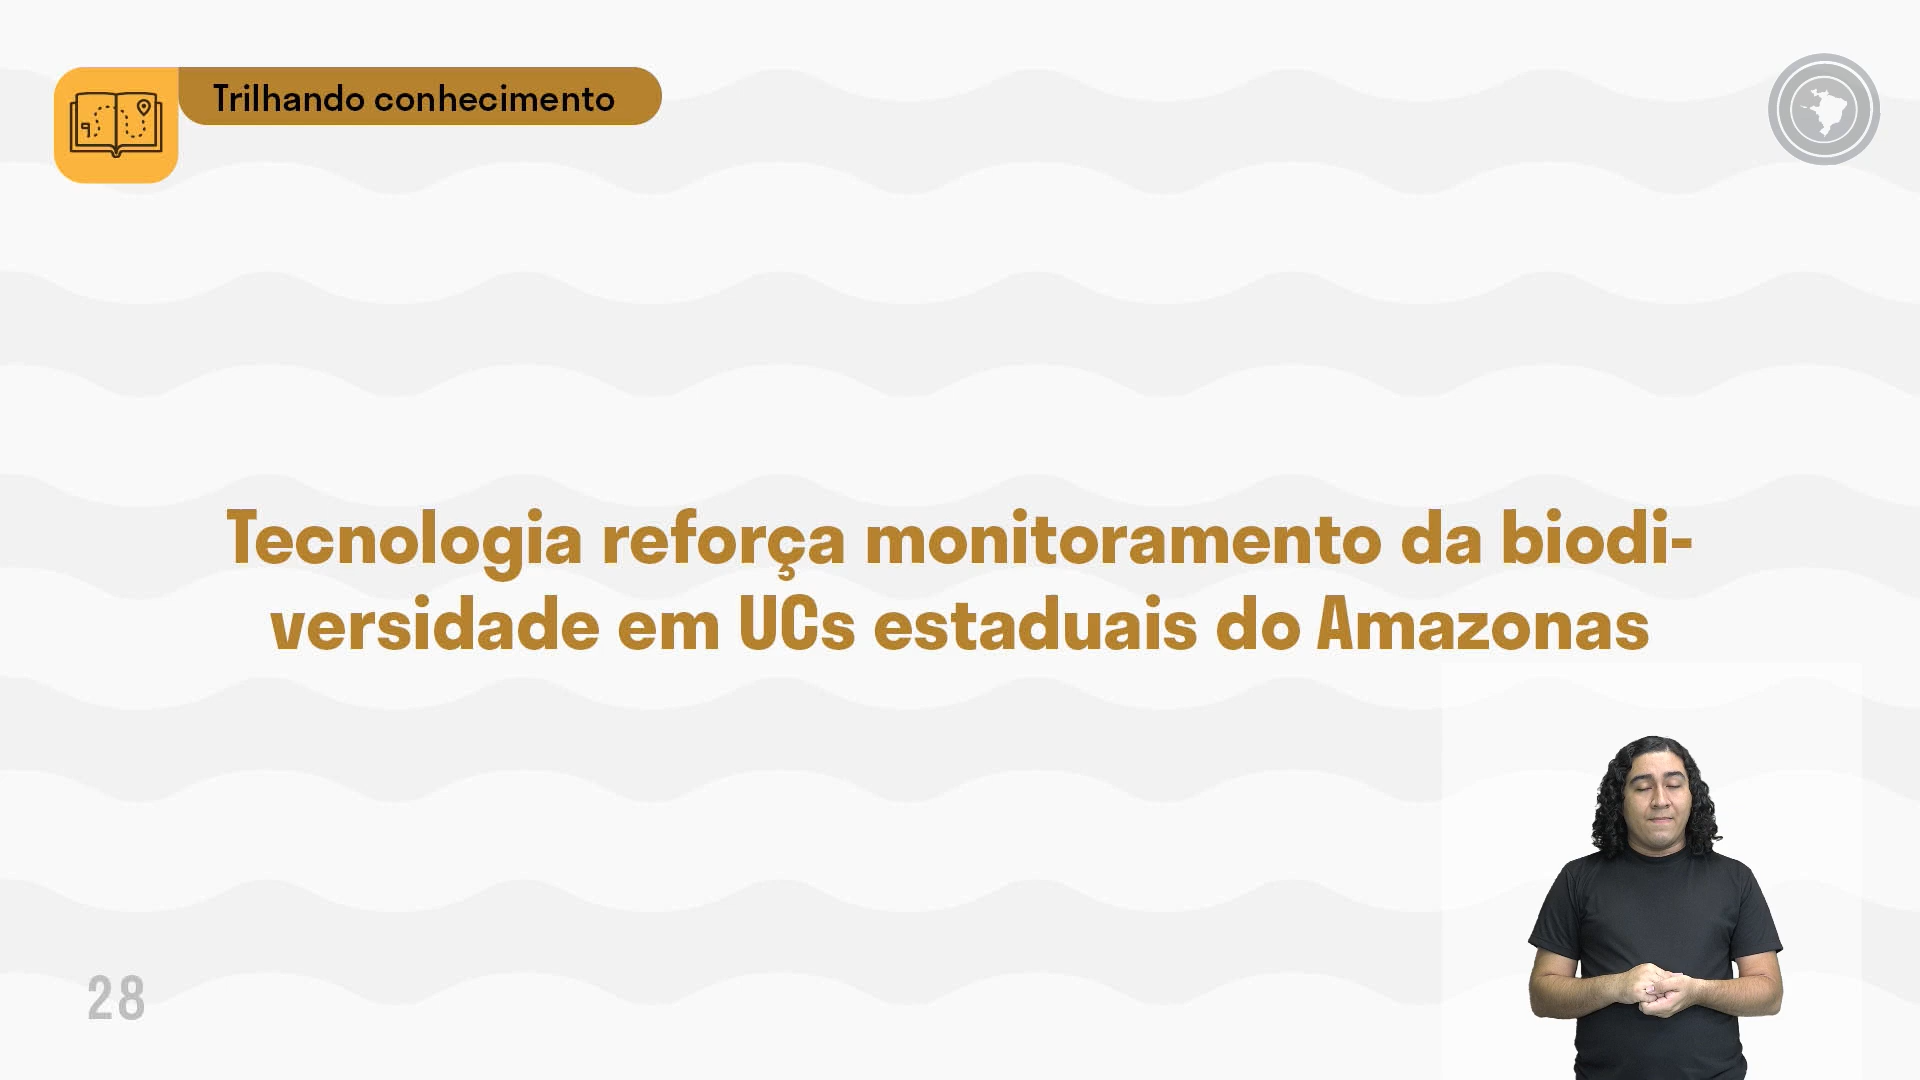 Trilhando conhecimento
Tecnologia reforça monitoramento da biodi-
versidade em UCs estaduais do Amazonas
28